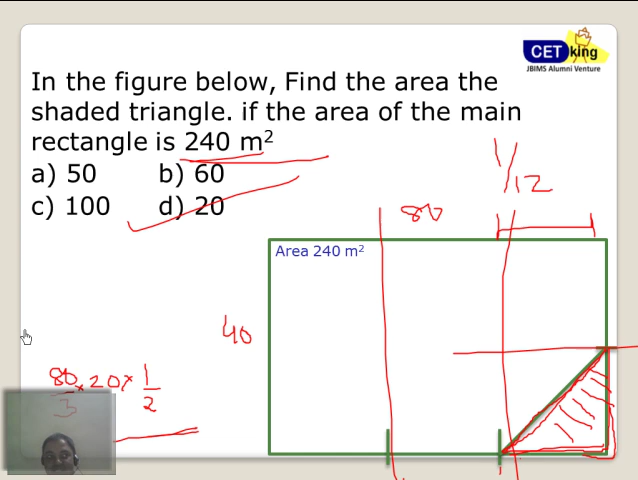 CET king
JBIMS Alumni Venture
In the figure below, Find the area the
shaded triangle. if the area of the main
rectangle is 240 m²
a) 50 b) 60
c) 100 d) 20
1/12
80
Area 240 m²
40
80/3 × 20 × 1/2